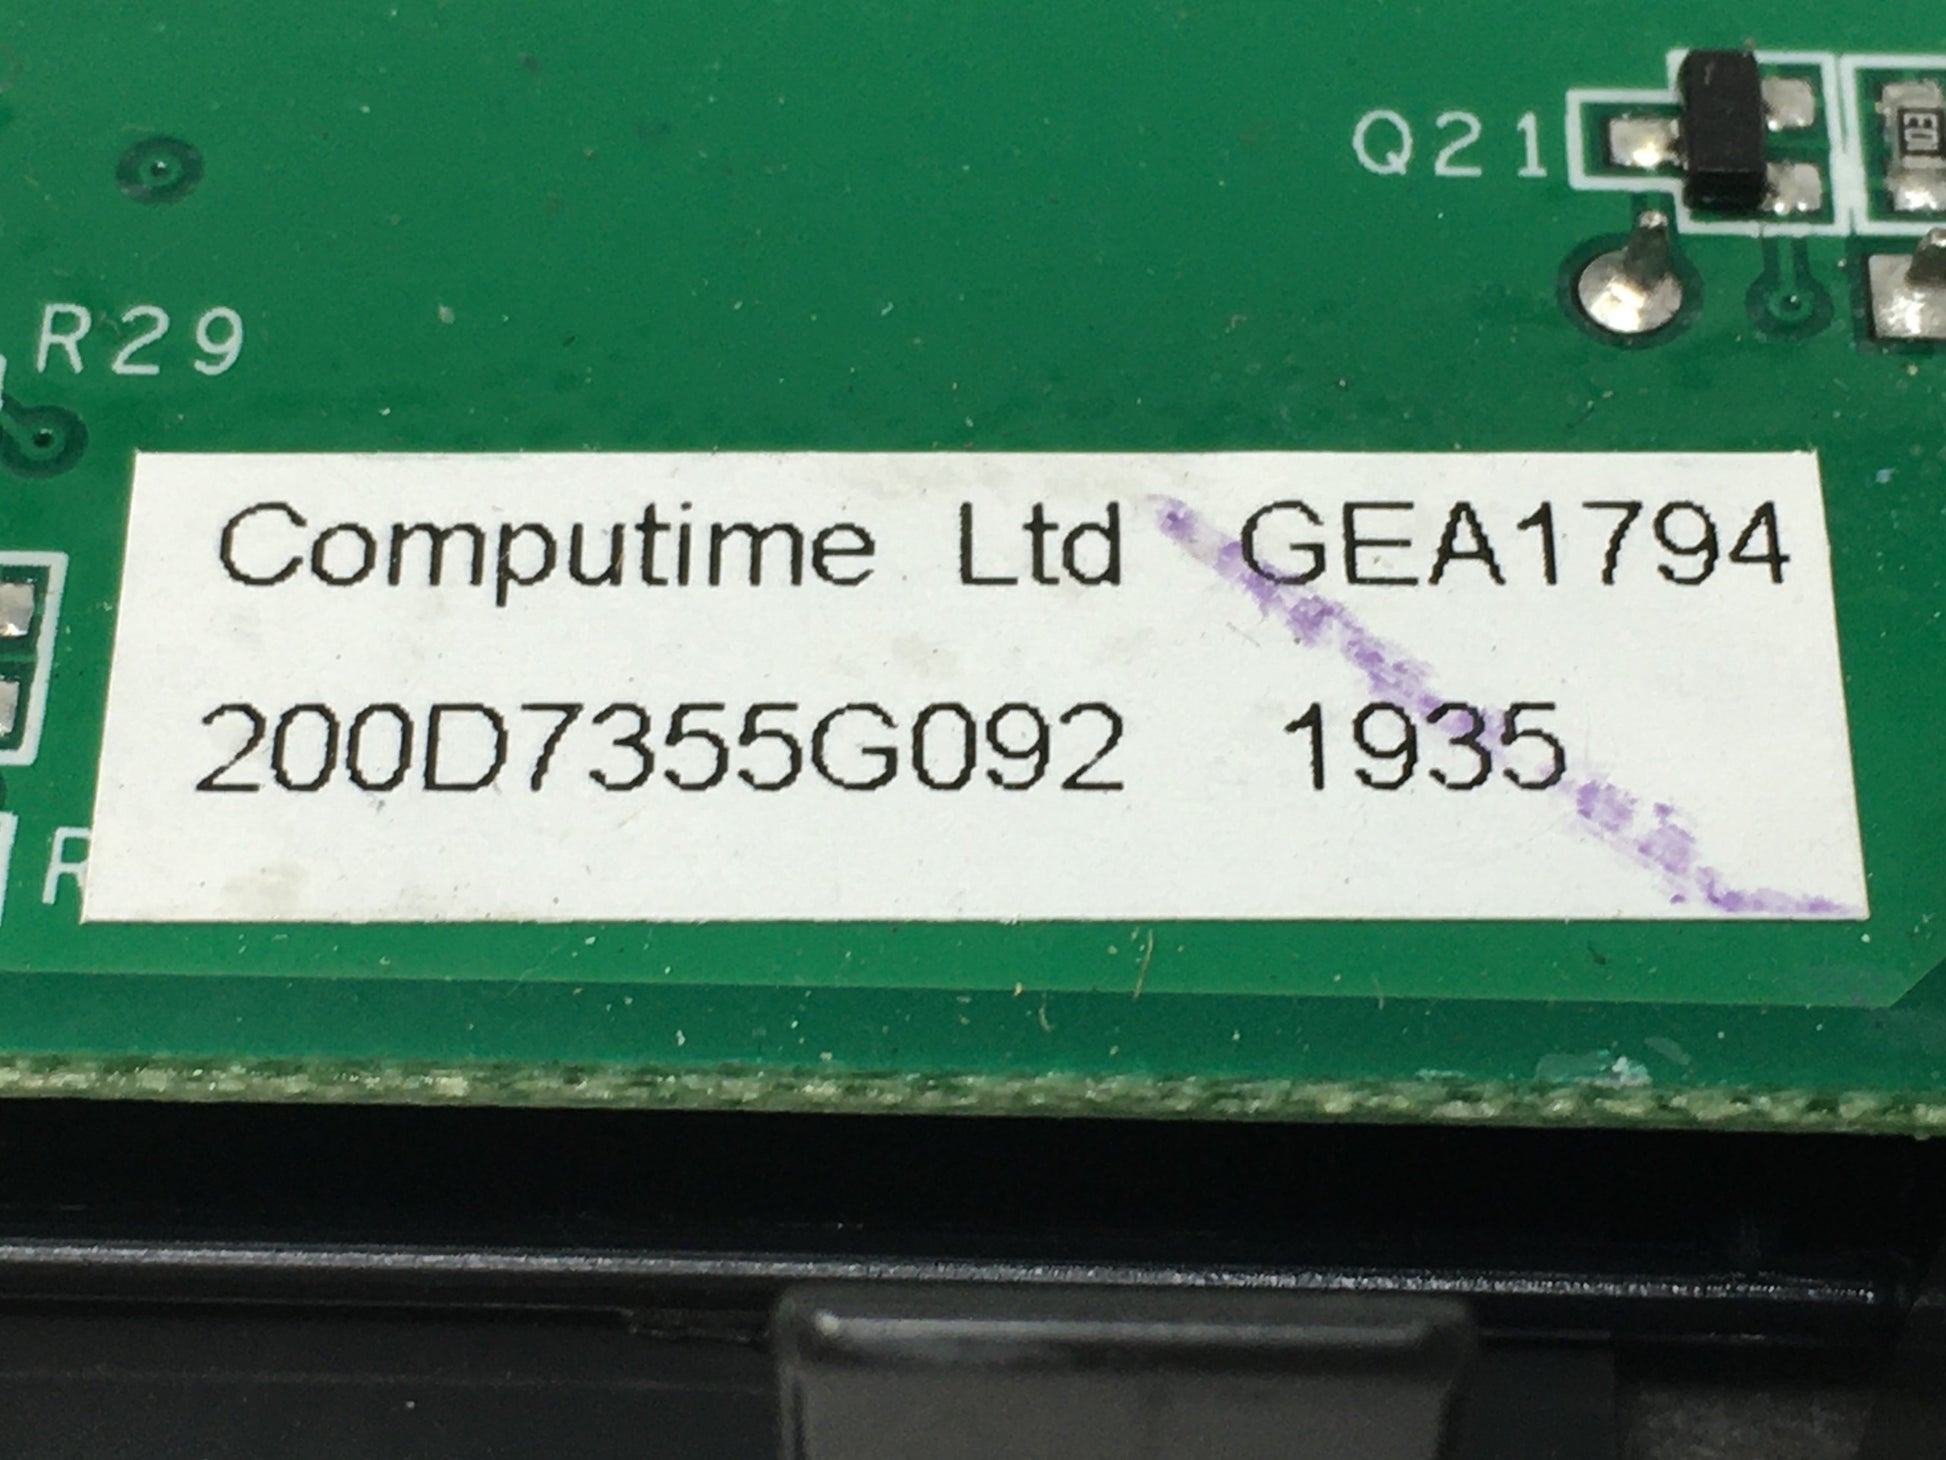 Q21
R29
Computime Ltd GEA1794
200D7355G092 1935
R